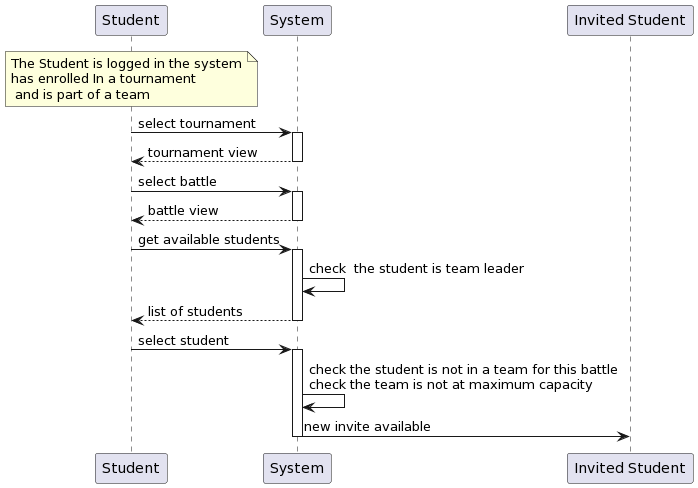 Student
System
Invited Student
The Student is logged in the system
has enrolled In a tournament
and is part of a team
select tournament
tournament view
select battle
battle view
get available students
check  the student is team leader
list of students
select student
check the student is not in a team for this battle
check the team is not at maximum capacity
new invite available
Student
System
Invited Student